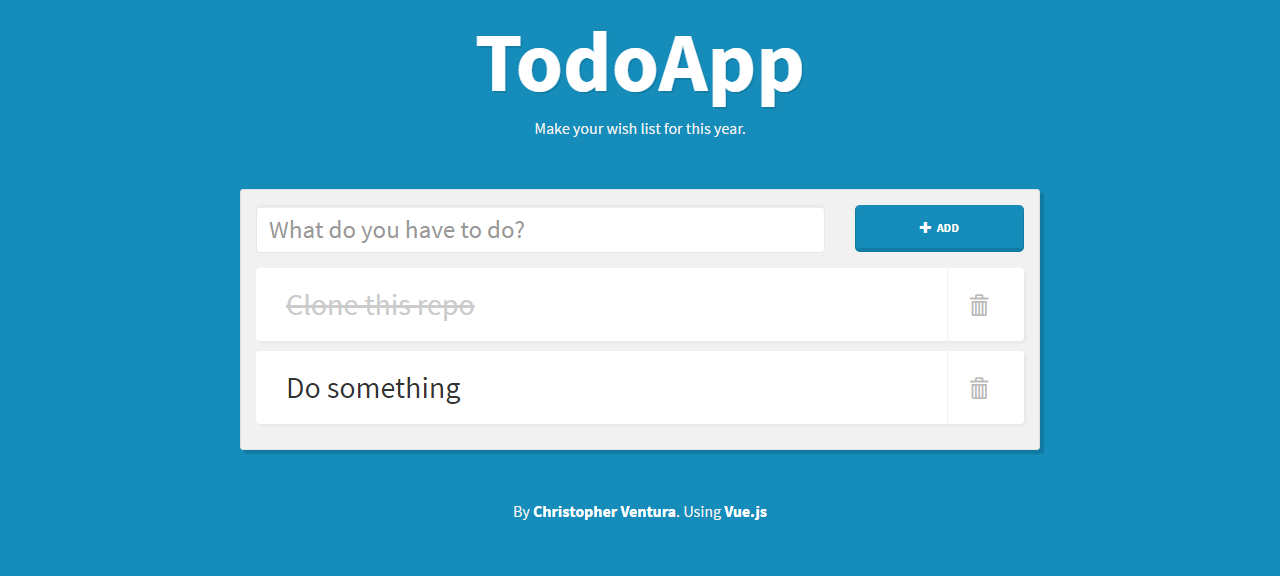 TodoApp
Make your wish list for this year.
What do you have to do?
ADD
Clone this repo
Do something
By Christopher Ventura. Using Vue.js